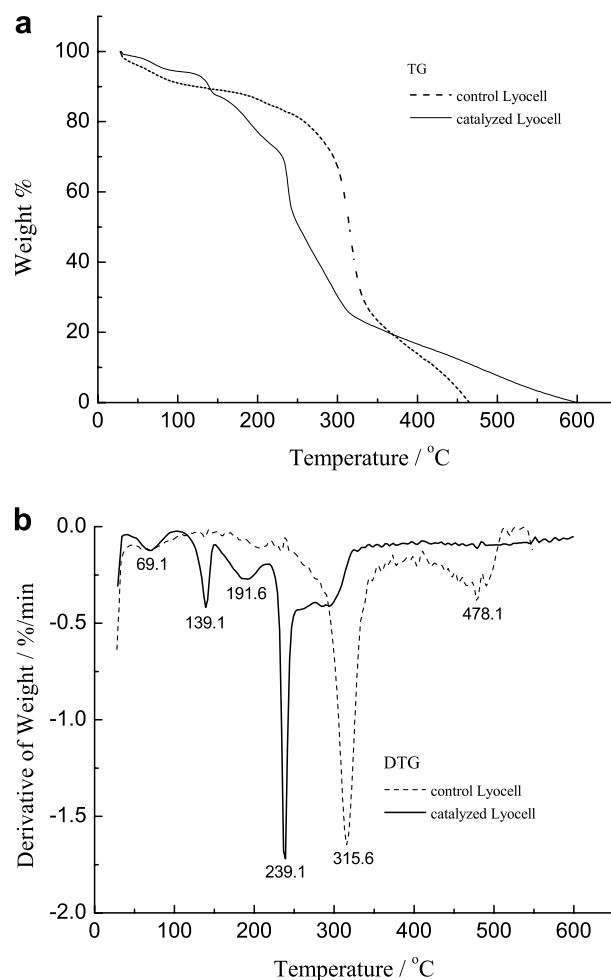 a
100
80
60
40
20
0
Weight %
TG
control Lyocell
catalyzed Lyocell
0 100 200 300 400 500 600
Temperature / °C
b
0.0
-0.5
-1.0
-1.5
-2.0
Derivative of Weight / %/min
69.1
139.1
191.6
239.1
315.6
478.1
DTG
control Lyocell
catalyzed Lyocell
0 100 200 300 400 500 600
Temperature / °C